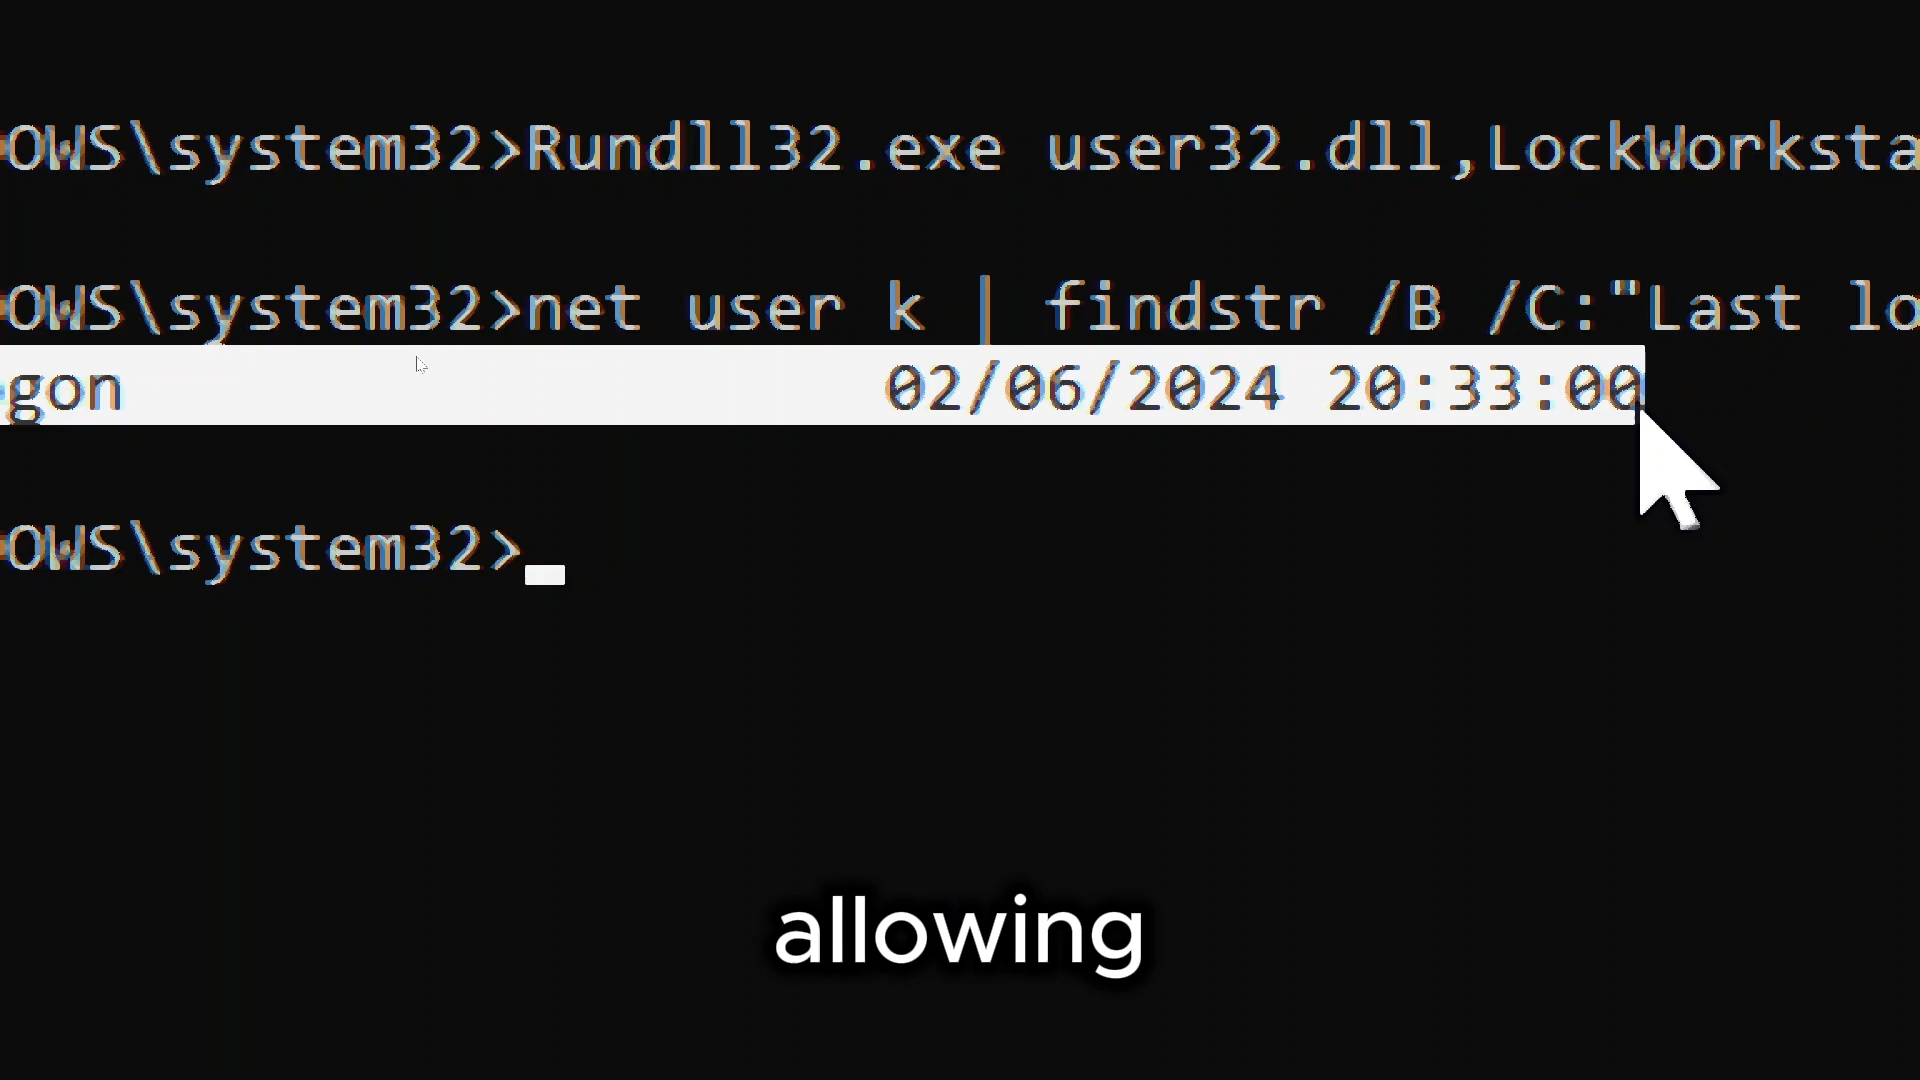 OWS\system32>Rundll32.exe user32.dll,LockWorksta
OWS\system32>net user k | findstr /B /C:"Last lo
gon 02/06/2024 20:33:00
OWS\system32>
allowing